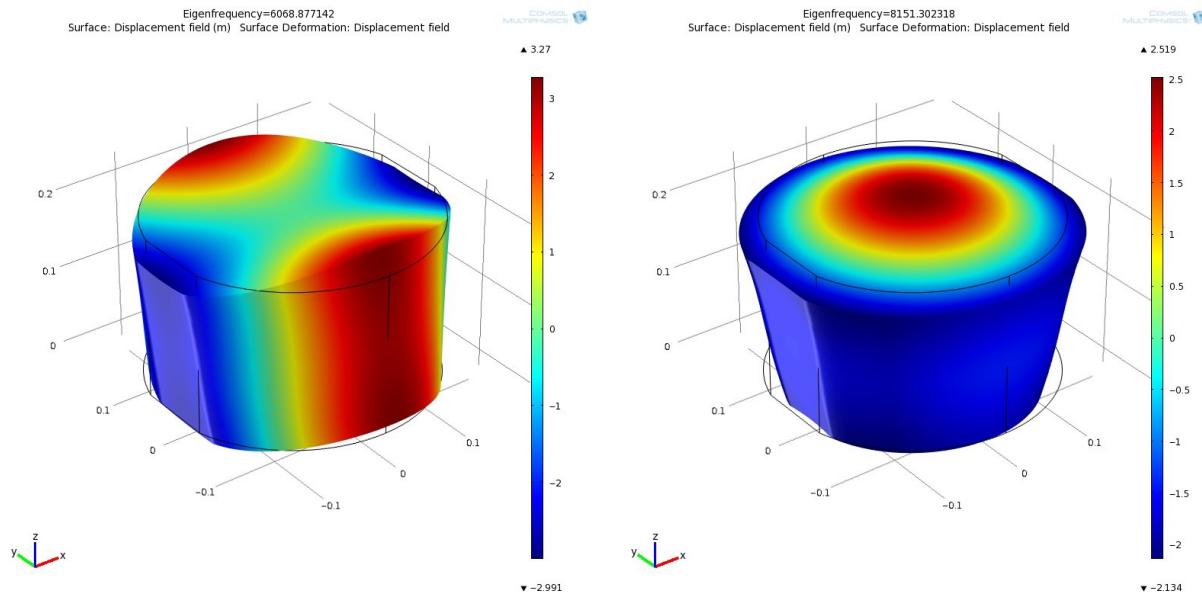 Eigenfrequency=6068.877142
Surface: Displacement field (m) Surface Deformation: Displacement field
COMSOL
MULTIPHYSICS
▲ 3.27
3
2
1
0
−1
−2
▼ −2.991
0.2
0.1
0
0.1
0
−0.1
−0.1
0
0.1
z
y
x
Eigenfrequency=8151.302318
Surface: Displacement field (m) Surface Deformation: Displacement field
COMSOL
MULTIPHYSICS
▲ 2.519
2.5
2
1.5
1
0.5
0
−0.5
−1
−1.5
−2
▼ −2.134
0.2
0.1
0
0.1
0
−0.1
−0.1
0
0.1
z
y
x